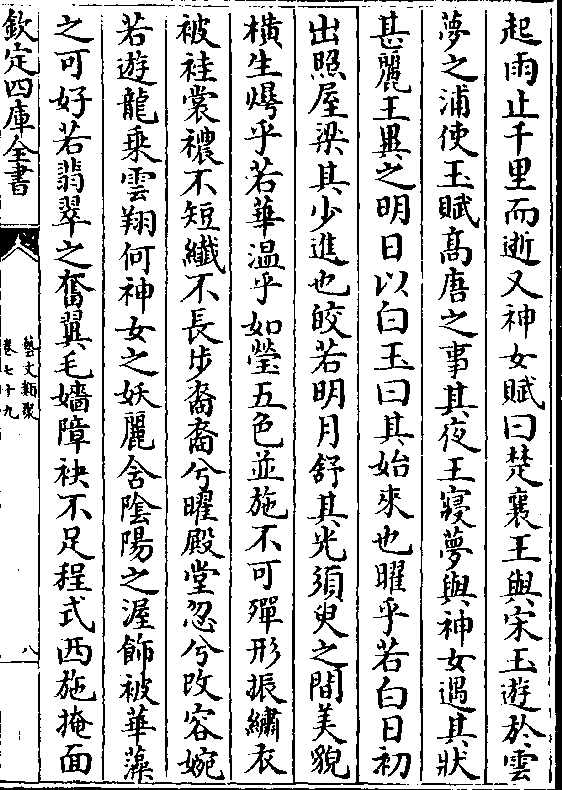 起雨止千里而逝又神女賦曰楚襄王與宋玉遊於雲
夢之浦使玉賦高唐之事其夜王寢夢與神女遇其狀
甚麗王異之明日以白玉曰其始來也曜乎若白日初
出照屋梁其少進也皎若明月舒其光須臾之間美貌
橫生爗乎若華温乎如瑩五色並施不可殫形振繡衣
被袿裳襛不短纖不長步裔裔兮曜殿堂忽兮改容婉
若遊龍乗雲翔何神女之妖麗含隂陽之渥飾被華藻
之可好若翡翠之奮翼毛嬙障袂不足程式西施掩面
欽定四庫全書
藝文類聚
卷七十九
八